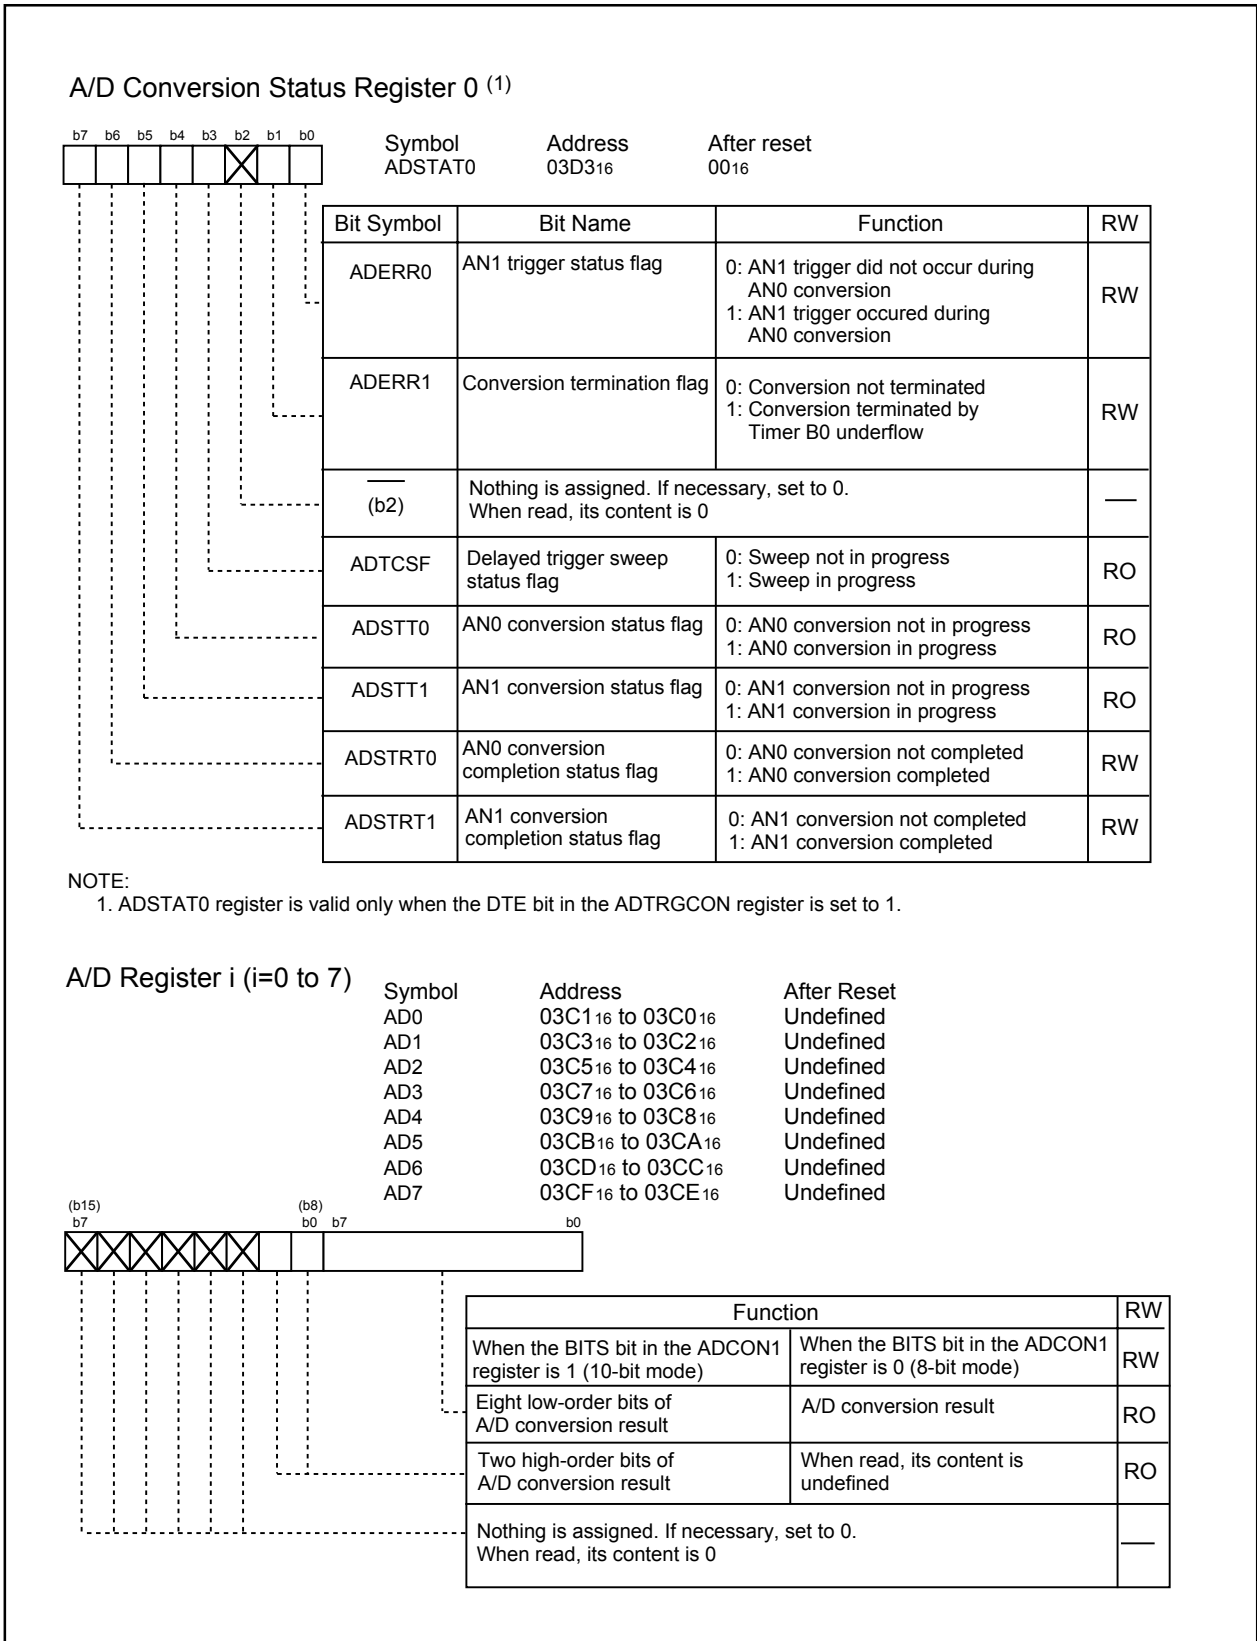 A/D Conversion Status Register 0 (1)
b7 b6 b5 b4 b3 b2 b1 b0
Symbol Address After reset
ADSTAT0 03D316 0016
Bit Symbol Bit Name Function RW
ADERR0 AN1 trigger status flag 0: AN1 trigger did not occur during
AN0 conversion
1: AN1 trigger occured during
AN0 conversion
RW
ADERR1 Conversion termination flag 0: Conversion not terminated
1: Conversion terminated by
Timer B0 underflow
RW
(b2)
Nothing is assigned. If necessary, set to 0.
When read, its content is 0
ADTCSF Delayed trigger sweep
status flag
0: Sweep not in progress
1: Sweep in progress
RO
ADSTT0 AN0 conversion status flag 0: AN0 conversion not in progress
1: AN0 conversion in progress
RO
ADSTT1 AN1 conversion status flag 0: AN1 conversion not in progress
1: AN1 conversion in progress
RO
ADSTRT0 AN0 conversion
completion status flag
0: AN0 conversion not completed
1: AN0 conversion completed
RW
ADSTRT1 AN1 conversion
completion status flag
0: AN1 conversion not completed
1: AN1 conversion completed
RW
NOTE:
1. ADSTAT0 register is valid only when the DTE bit in the ADTRGCON register is set to 1.
A/D Register i (i=0 to 7)
Symbol Address After Reset
AD0 03C116 to 03C016 Undefined
AD1 03C316 to 03C216 Undefined
AD2 03C516 to 03C416 Undefined
AD3 03C716 to 03C616 Undefined
AD4 03C916 to 03C816 Undefined
AD5 03CB16 to 03CA16 Undefined
AD6 03CD16 to 03CC16 Undefined
AD7 03CF16 to 03CE16 Undefined
(b15) (b8)
b7 b0 b7 b0
Function RW
When the BITS bit in the ADCON1
register is 1 (10-bit mode)
When the BITS bit in the ADCON1
register is 0 (8-bit mode)
RW
Eight low-order bits of
A/D conversion result
A/D conversion result
RO
Two high-order bits of
A/D conversion result
When read, its content is
undefined
RO
Nothing is assigned. If necessary, set to 0.
When read, its content is 0